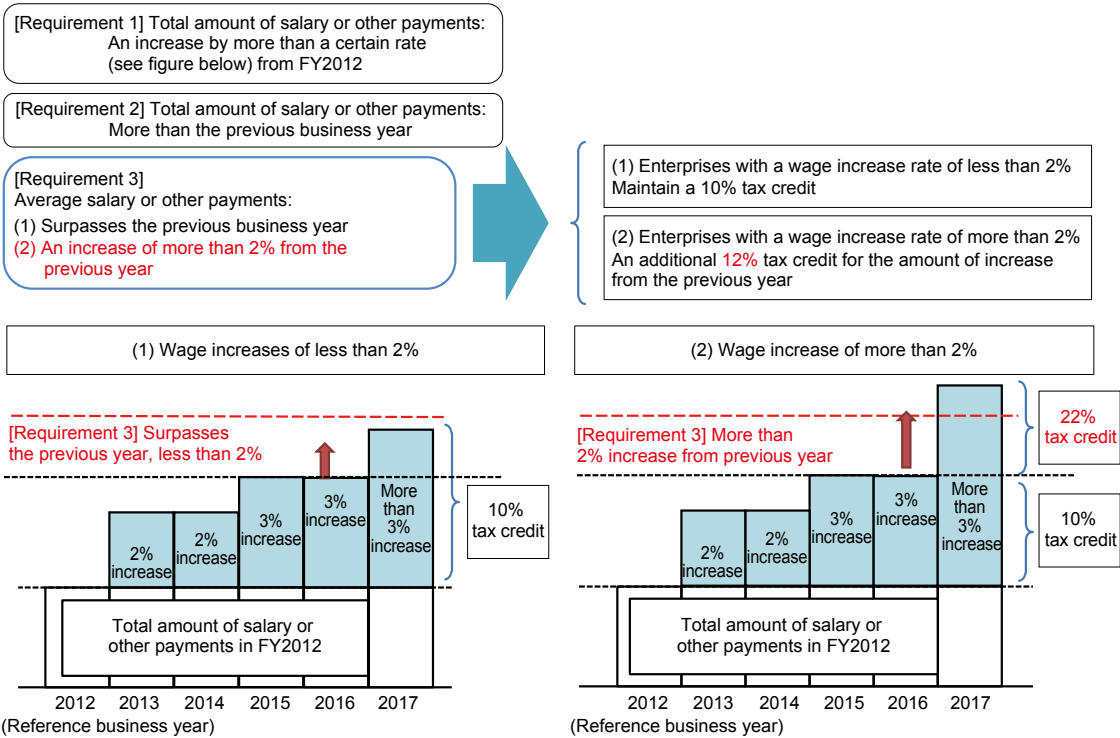 [Requirement 1] Total amount of salary or other payments:
An increase by more than a certain rate
(see figure below) from FY2012
[Requirement 2] Total amount of salary or other payments:
More than the previous business year
[Requirement 3]
Average salary or other payments:
(1) Surpasses the previous business year
(2) An increase of more than 2% from the
previous year
(1) Enterprises with a wage increase rate of less than 2%
Maintain a 10% tax credit
(2) Enterprises with a wage increase rate of more than 2%
An additional 12% tax credit for the amount of increase
from the previous year
(1) Wage increases of less than 2%
[Requirement 3] Surpasses
the previous year, less than 2%
2%
increase
2%
increase
3%
increase
3%
increase
More
than
3%
increase
10%
tax credit
Total amount of salary or
other payments in FY2012
2012
2013
2014
2015
2016
2017
(Reference business year)
(2) Wage increase of more than 2%
[Requirement 3] More than
2% increase from previous year
2%
increase
2%
increase
3%
increase
3%
increase
More
than
3%
increase
22%
tax credit
10%
tax credit
Total amount of salary or
other payments in FY2012
2012
2013
2014
2015
2016
2017
(Reference business year)